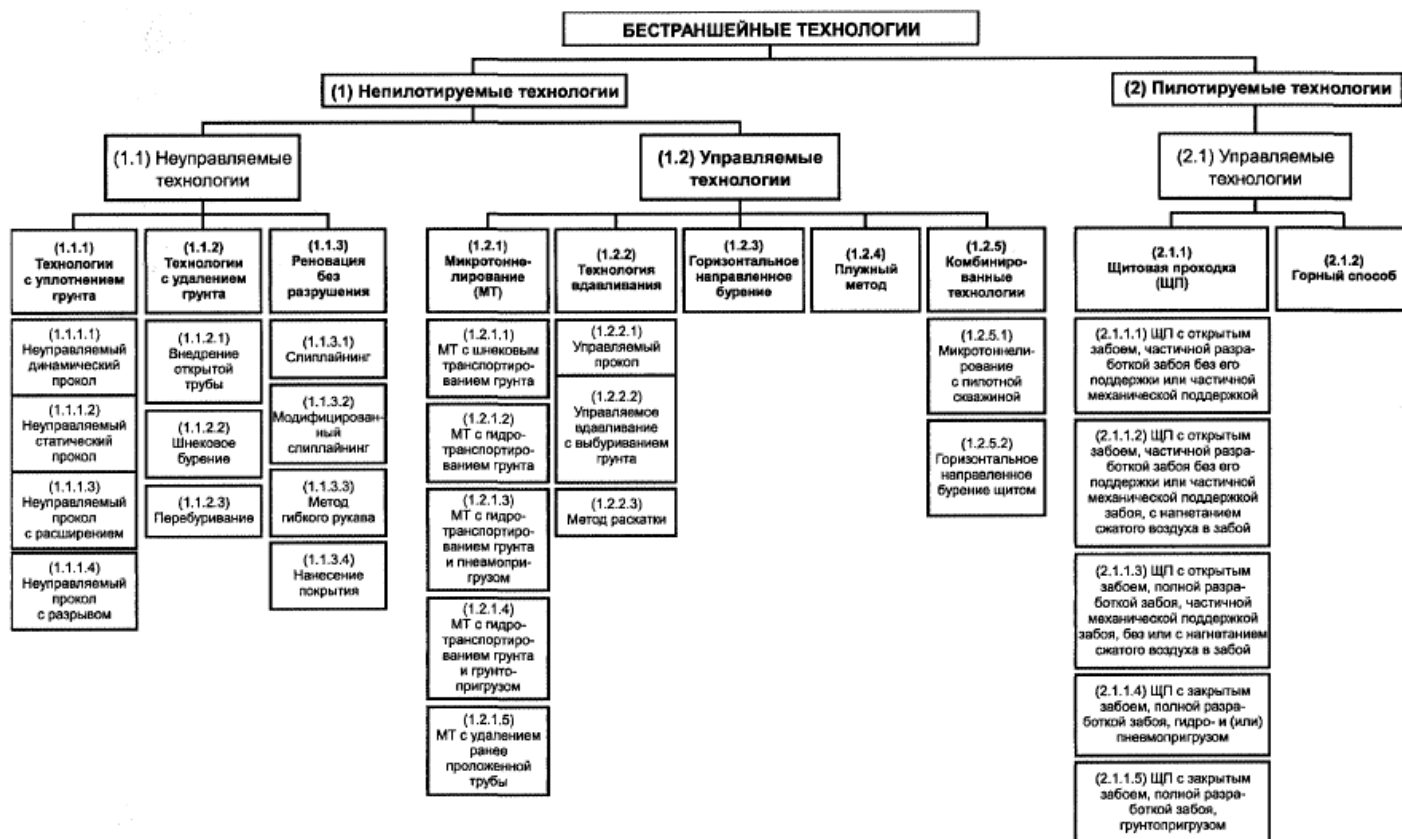 БЕСТРАНШЕЙНЫЕ ТЕХНОЛОГИИ
(1) Непилотируемые технологии
(2) Пилотируемые технологии
(1.1) Неуправляемые
технологии
(1.2) Управляемые
технологии
(2.1) Управляемые
технологии
(1.1.1)
Технологии
с уплотнением
грунта
(1.1.2)
Технологии
с удалением
грунта
(1.1.3)
Реновация
без
разрушения
(1.2.1)
Микротонне-
лирование
(МТ)
(1.2.2)
Технология
вдавливания
(1.2.3)
Горизонтальное
направленное
бурение
(1.2.4)
Плужный
метод
(1.2.5)
Комбиниро-
ванные
технологии
(2.1.1)
Щитовая проходка
(ЩП)
(2.1.2)
Горный способ
(1.1.1.1)
Неуправляемый
динамический
прокол
(1.1.1.2)
Неуправляемый
статический
прокол
(1.1.1.3)
Неуправляемый
прокол
с расширением
(1.1.1.4)
Неуправляемый
прокол
с разрывом
(1.1.2.1)
Внедрение
открытой
трубы
(1.1.2.2)
Шнековое
бурение
(1.1.2.3)
Перебуривание
(1.1.3.1)
Слиплайнинг
(1.1.3.2)
Модифицирован-
ный
слиплайнинг
(1.1.3.3)
Метод
гибкого рукава
(1.1.3.4)
Нанесение
покрытия
(1.2.1.1)
МТ с шнековым
транспортирова-
нием грунта
(1.2.1.2)
МТ с гидро-
транспортиро-
ванием грунта
(1.2.1.3)
МТ с гидро-
транспортиро-
ванием грунта
и пневмопри-
грузом
(1.2.1.4)
МТ с гидро-
транспортиро-
ванием грунта
и грунто-
пригрузом
(1.2.1.5)
МТ с удалением
ранее
проложенной
трубы
(1.2.2.1)
Управляемый
прокол
(1.2.2.2)
Управляемое
вдавливание
с выбуриванием
грунта
(1.2.2.3)
Метод раскатки
(1.2.5.1)
Микротоннели-
рование
с пилотной
скважиной
(1.2.5.2)
Горизонтальное
направленное
бурение щитом
(2.1.1.1) ЩП с открытым
забоем, частичной разра-
боткой забоя без его
поддержки или частичной
механической поддержкой
(2.1.1.2) ЩП с открытым
забоем, частичной разра-
боткой забоя без его
поддержки или частичной
механической поддержкой
забоя, с нагнетанием
сжатого воздуха в забой
(2.1.1.3) ЩП с открытым
забоем, полной разра-
боткой забоя, частичной
механической поддержкой
забоя, без или с нагнетанием
сжатого воздуха в забой
(2.1.1.4) ЩП с закрытым
забоем, полной разра-
боткой забоя, гидро- и (или)
пневмопригрузом
(2.1.1.5) ЩП с закрытым
забоем, полной разра-
боткой забоя,
грунтопригрузом